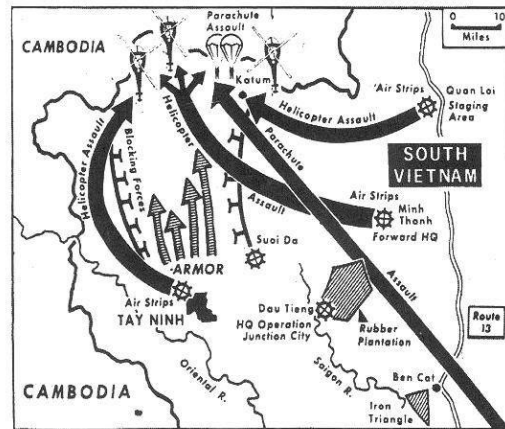 0 10
Miles
CAMBODIA
Parachute
Assault
Katum
Air Strips
Quan Loi
Staging
Area
Helicopter Assault
Helicopter
Assault
Parachute
Assault
Helicopter Assault
Blocking Forces
SOUTH
VIETNAM
Air Strips
Minh
Thanh
Forward HQ
Suoi Da
ARMOR
Air Strips
TAY NINH
Dau Tieng
HQ Operation
Junction City
Rubber
Plantation
Route
13
Oriental R.
Saigon R.
Ben Cat
Iron
Triangle
CAMBODIA